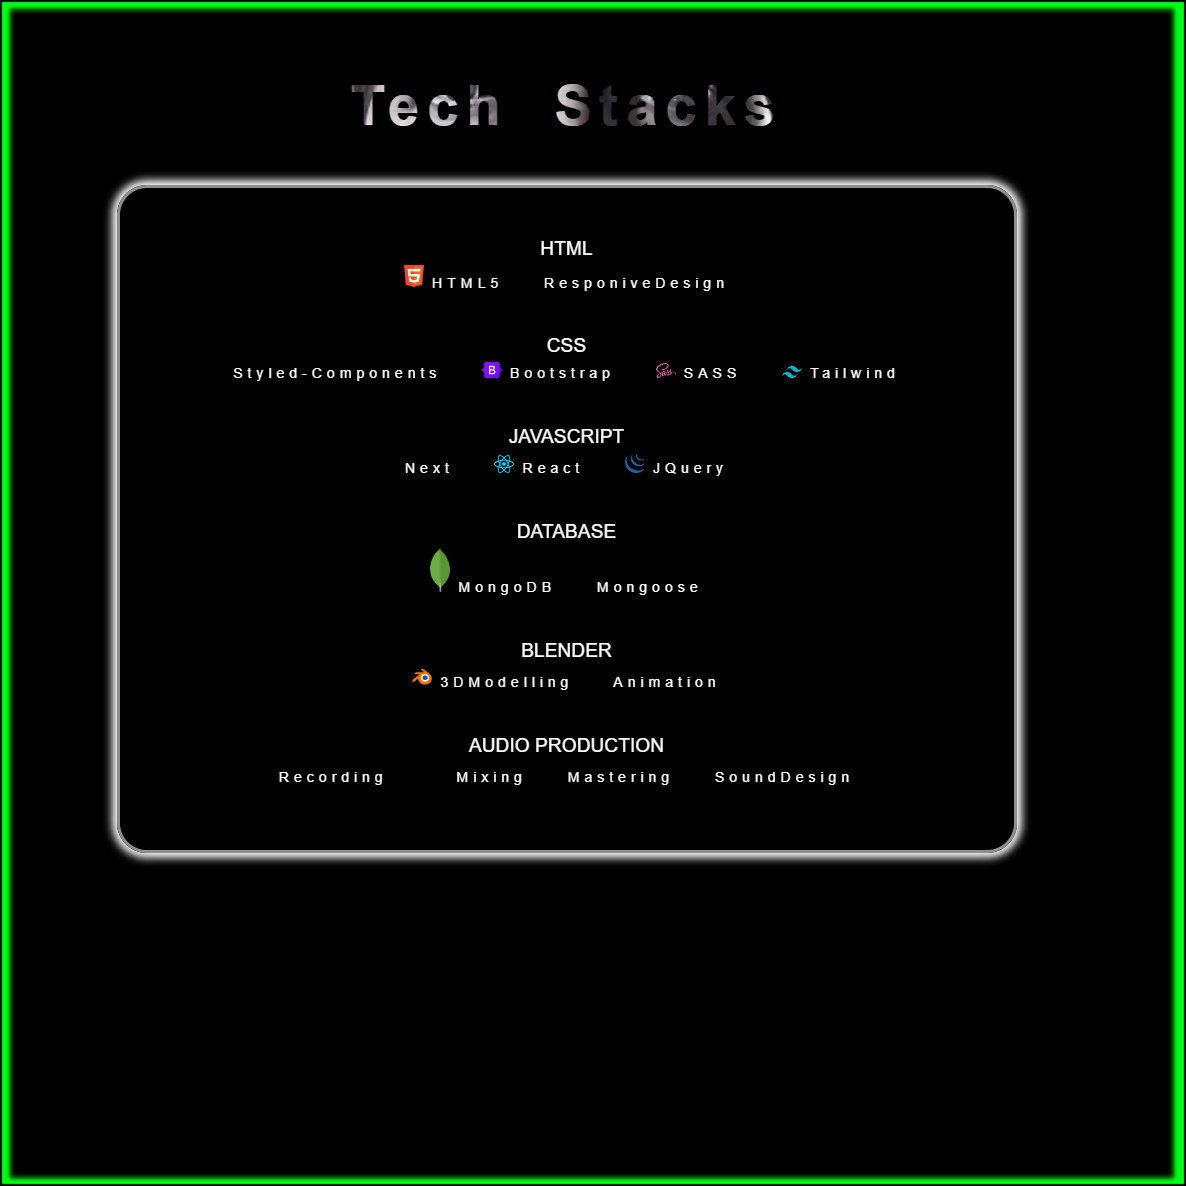 Tech Stacks
HTML
HTML5 ResponiveDesign
CSS
Styled-Components Bootstrap SASS Tailwind
JAVASCRIPT
Next React JQuery
DATABASE
MongoDB Mongoose
BLENDER
3DModelling Animation
AUDIO PRODUCTION
Recording Mixing Mastering SoundDesign